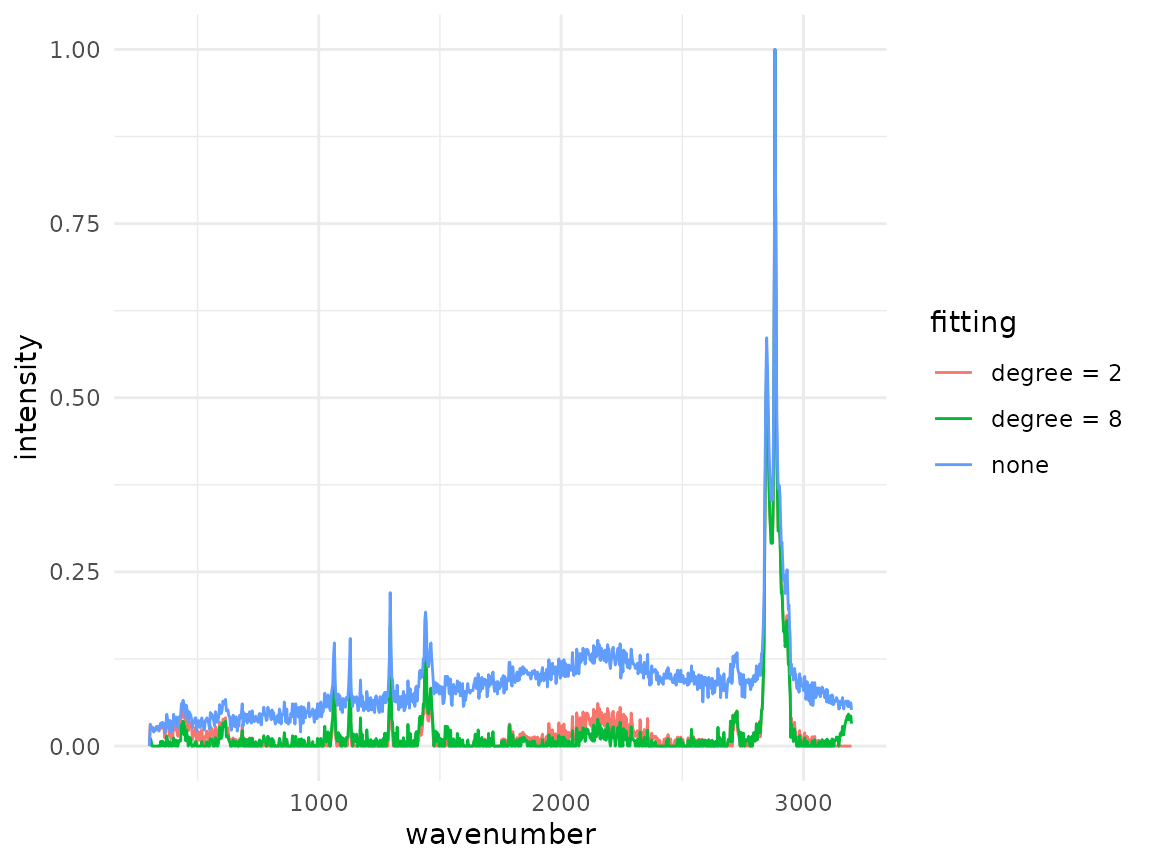 1.00
0.75
0.50
0.25
0.00
intensity
1000 2000 3000
wavenumber
fitting
degree = 2
degree = 8
none